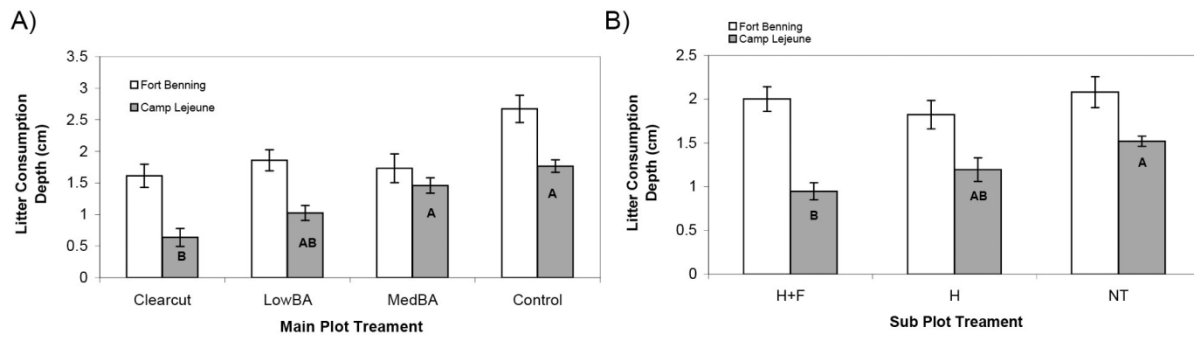 A)
Litter Consumption
Depth (cm)
3.5
3
2.5
2
1.5
1
0.5
0
Fort Benning
Camp Lejeune
B
AB
A
A
Clearcut
LowBA
MedBA
Control
Main Plot Treament
B)
Fort Benning
Camp Lejeune
Litter Consumption
Depth (cm)
2.5
2
1.5
1
0.5
0
B
AB
A
H+F
H
NT
Sub Plot Treament